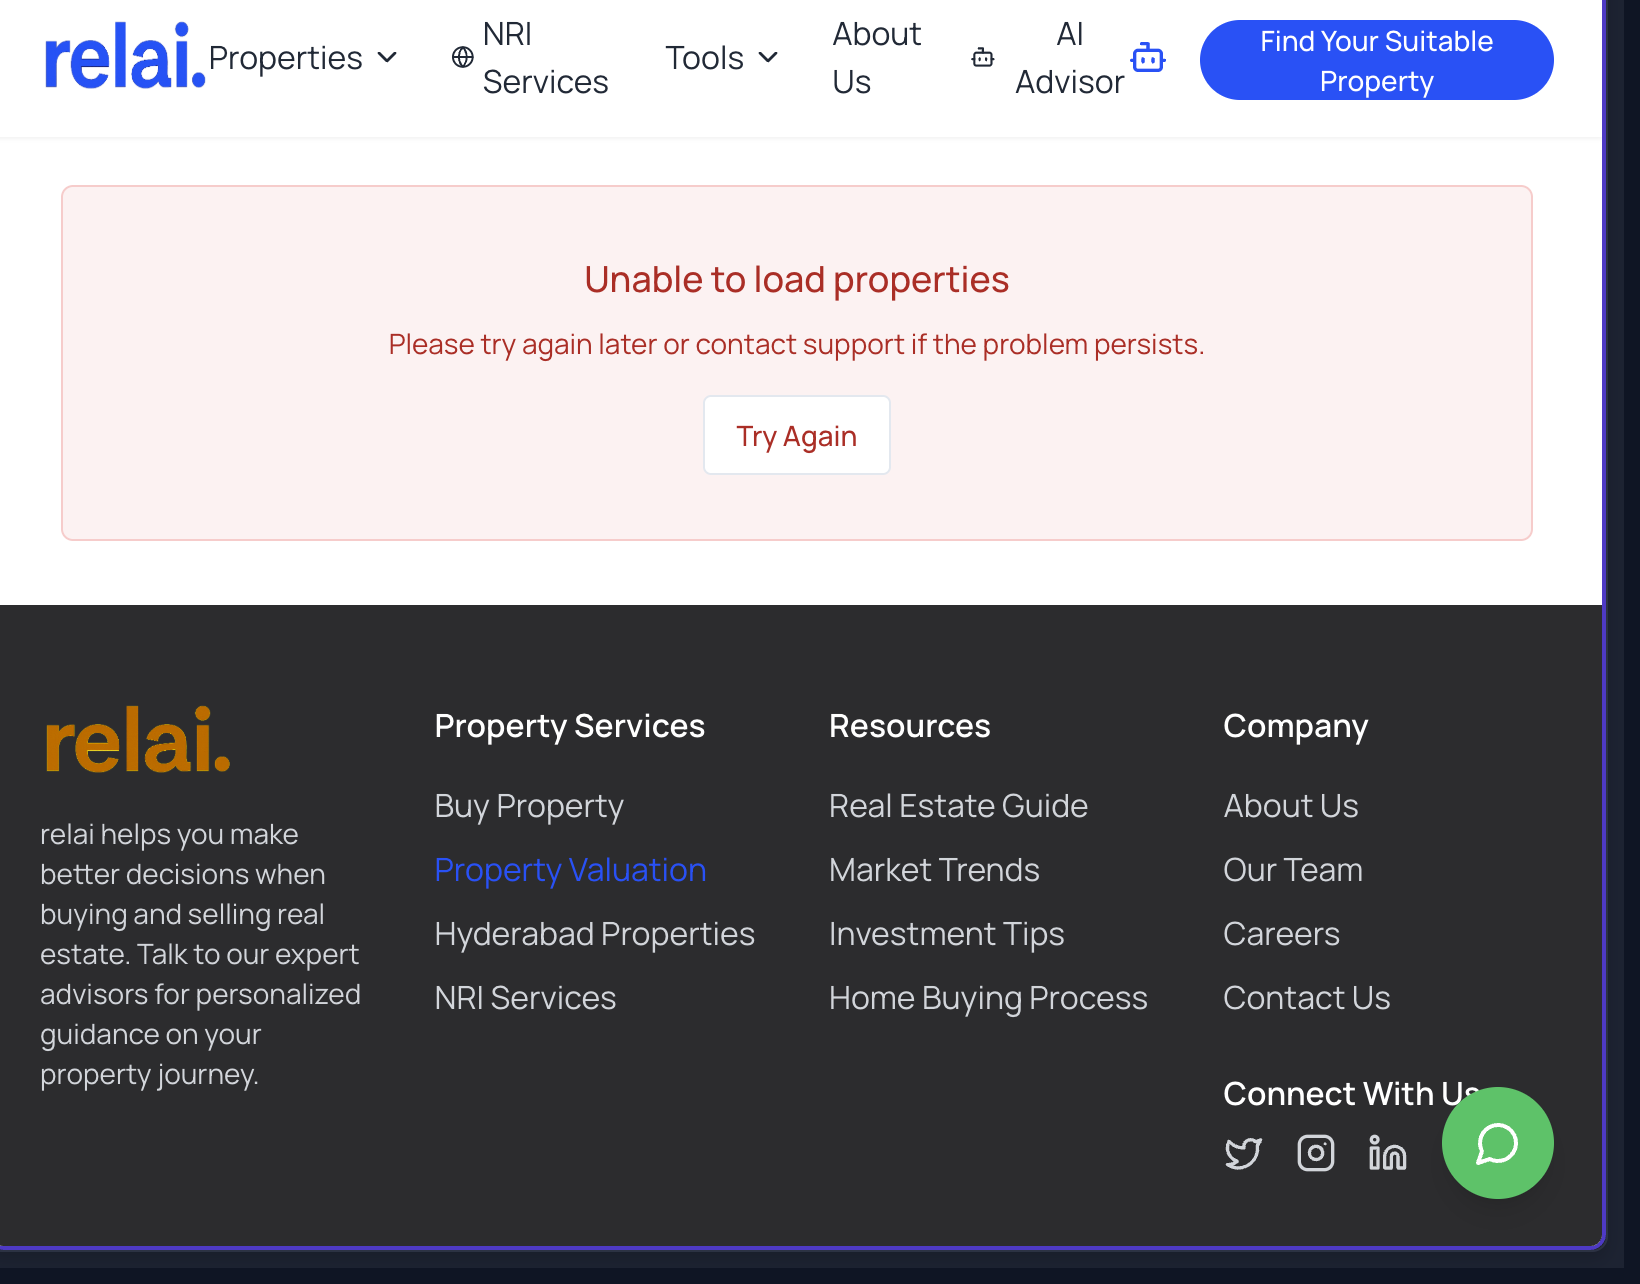 relai.
Properties
NRI
Services
Tools
About
Us
AI
Advisor
Find Your Suitable
Property
Unable to load properties
Please try again later or contact support if the problem persists.
Try Again
relai.
relai helps you make
better decisions when
buying and selling real
estate. Talk to our expert
advisors for personalized
guidance on your
property journey.
Property Services
Buy Property
Property Valuation
Hyderabad Properties
NRI Services
Resources
Real Estate Guide
Market Trends
Investment Tips
Home Buying Process
Company
About Us
Our Team
Careers
Contact Us
Connect With Us
in